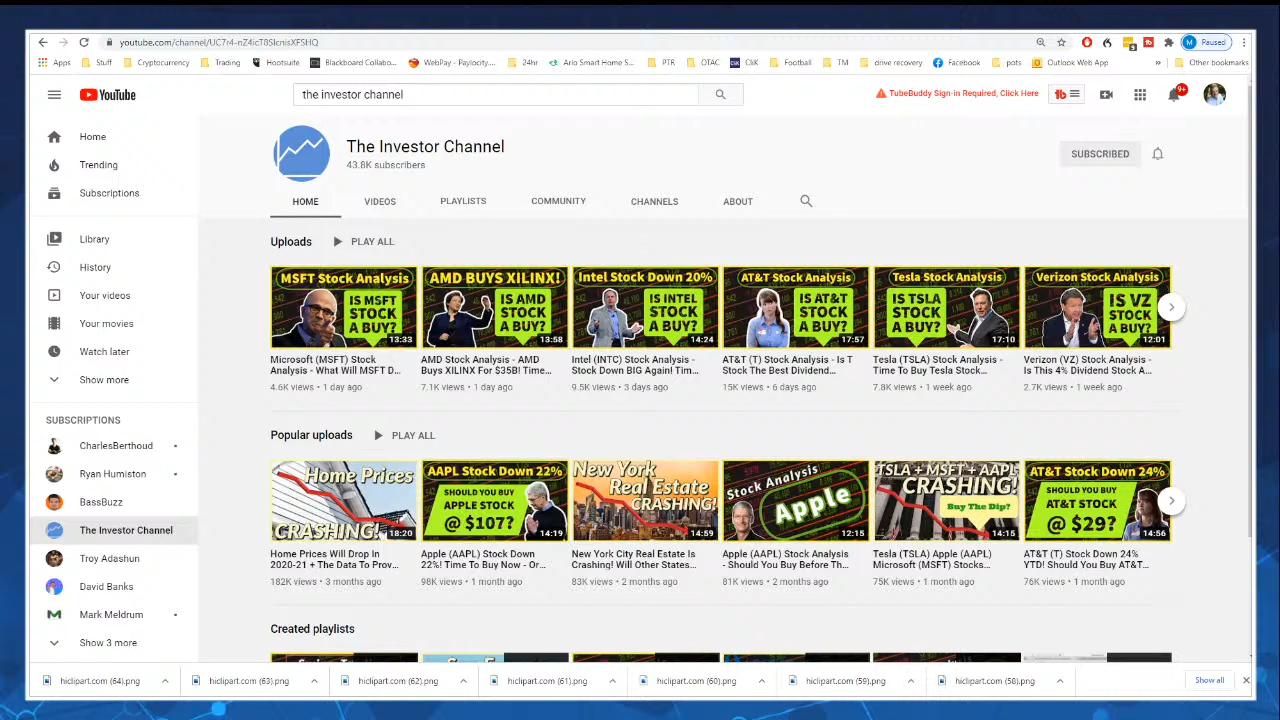 youtube.com/channel/UC7r4-nZ4icT8SlcnisXFSHQ
Paused
Apps Stuff Cryptocurrency Trading Hootsuite Blackboard Collabo... WebPay - Paylocity... 24hr Ario Smart Home S... PTR OTAC CliK Football TM drive recovery Facebook pots Outlook Web App » Other bookmarks
YouTube
the investor channel
TubeBuddy Sign-in Required, Click Here
tb
9+
Home
Trending
Subscriptions
Library
History
Your videos
Your movies
Watch later
Show more
SUBSCRIPTIONS
CharlesBerthoud
Ryan Humiston
BassBuzz
The Investor Channel
Troy Adashun
David Banks
Mark Meldrum
Show 3 more
The Investor Channel
43.8K subscribers
SUBSCRIBED
HOME VIDEOS PLAYLISTS COMMUNITY CHANNELS ABOUT
Uploads PLAY ALL
MSFT Stock Analysis
IS MSFT
STOCK
A BUY?
13:33
Microsoft (MSFT) Stock
Analysis - What Will MSFT D...
4.6K views • 1 day ago
AMD BUYS XILINX!
IS AMD
STOCK
A BUY?
13:58
AMD Stock Analysis - AMD
Buys XILINX For $35B! Time...
7.1K views • 1 day ago
Intel Stock Down 20%
IS INTEL
STOCK
A BUY?
14:24
Intel (INTC) Stock Analysis -
Stock Down BIG Again! Tim...
9.5K views • 3 days ago
AT&T Stock Analysis
IS AT&T
STOCK
A BUY?
17:57
AT&T (T) Stock Analysis - Is T
Stock The Best Dividend...
15K views • 6 days ago
Tesla Stock Analysis
IS TSLA
STOCK
A BUY?
17:10
Tesla (TSLA) Stock Analysis -
Time To Buy Tesla Stock...
7.8K views • 1 week ago
Verizon Stock Analysis
IS VZ
STOCK
A BUY?
12:01
Verizon (VZ) Stock Analysis -
Is This 4% Dividend Stock A...
2.7K views • 1 week ago
Popular uploads PLAY ALL
Home Prices
CRASHING!
18:20
Home Prices Will Drop In
2020-21 + The Data To Prov...
182K views • 3 months ago
AAPL Stock Down 22%
SHOULD YOU BUY
APPLE STOCK
@ $107?
14:19
Apple (AAPL) Stock Down
22%! Time To Buy Now - Or...
98K views • 1 month ago
New York
Real Estate
CRASHING!
14:59
New York City Real Estate Is
Crashing! Will Other States...
83K views • 2 months ago
Stock Analysis
Apple
12:15
Apple (AAPL) Stock Analysis
- Should You Buy Before Th...
81K views • 2 months ago
TSLA + MSFT + AAPL
CRASHING!
Buy The Dip?
14:15
Tesla (TSLA) Apple (AAPL)
Microsoft (MSFT) Stocks...
75K views • 1 month ago
AT&T Stock Down 24%
SHOULD YOU BUY
AT&T STOCK
@ $29?
14:56
AT&T (T) Stock Down 24%
YTD! Should You Buy AT&T...
76K views • 1 month ago
Created playlists
hiclipart.com (64).png hiclipart.com (63).png hiclipart.com (62).png hiclipart.com (61).png hiclipart.com (60).png hiclipart.com (59).png hiclipart.com (58).png Show all